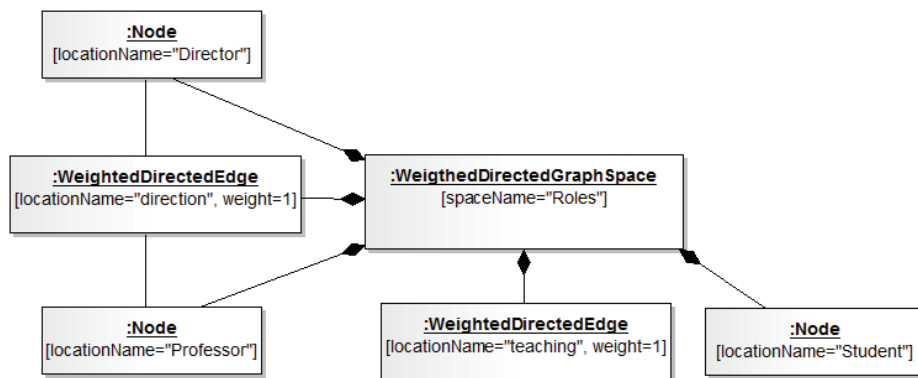 :Node
[locationName="Director"]
:WeightedDirectedEdge
[locationName="direction", weight=1]
:WeigthedDirectedGraphSpace
[spaceName="Roles"]
:Node
[locationName="Professor"]
:WeightedDirectedEdge
[locationName="teaching", weight=1]
:Node
[locationName="Student"]